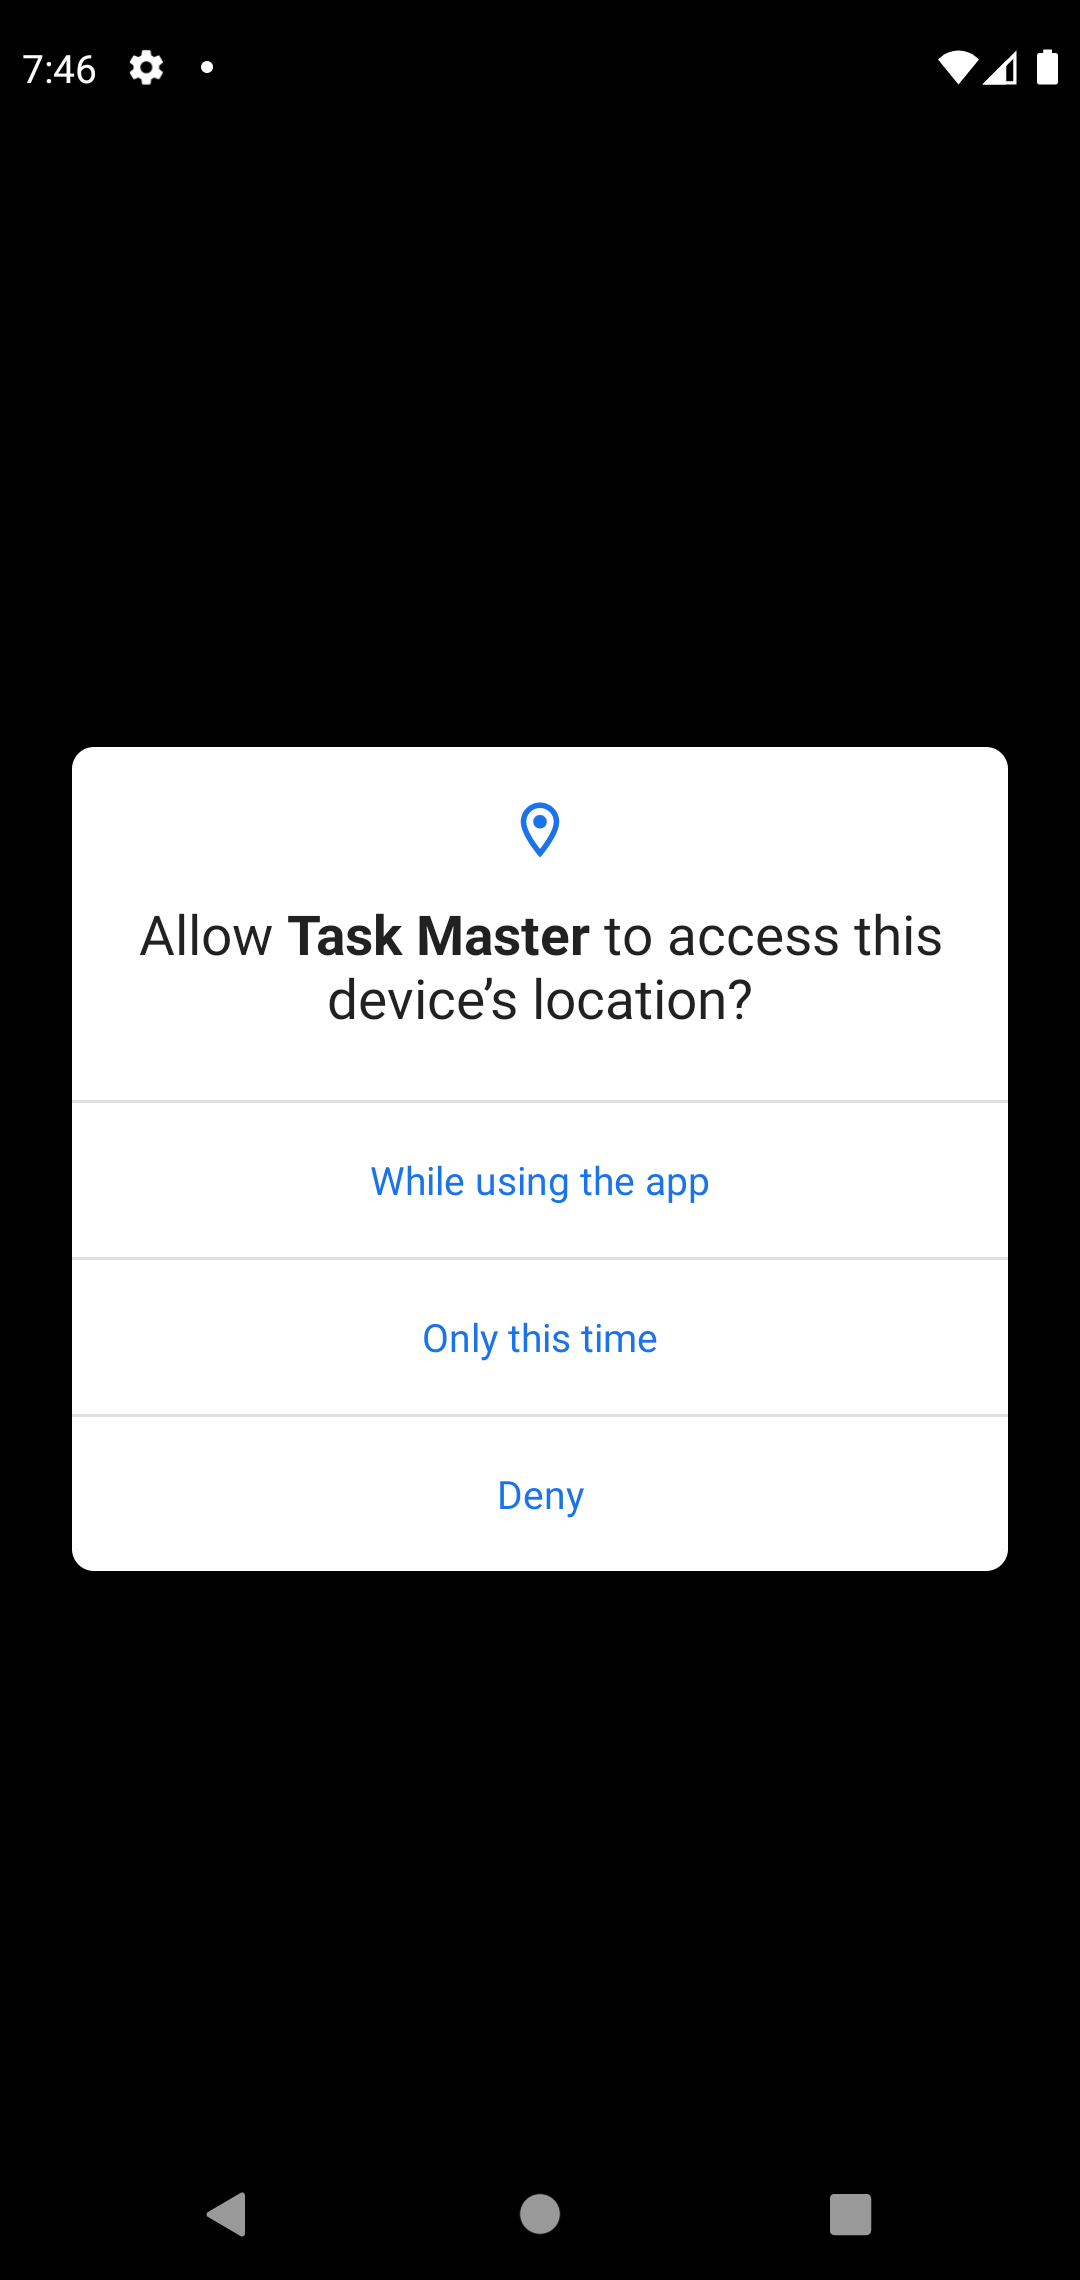 7:46
Allow Task Master to access this
device’s location?
While using the app
Only this time
Deny